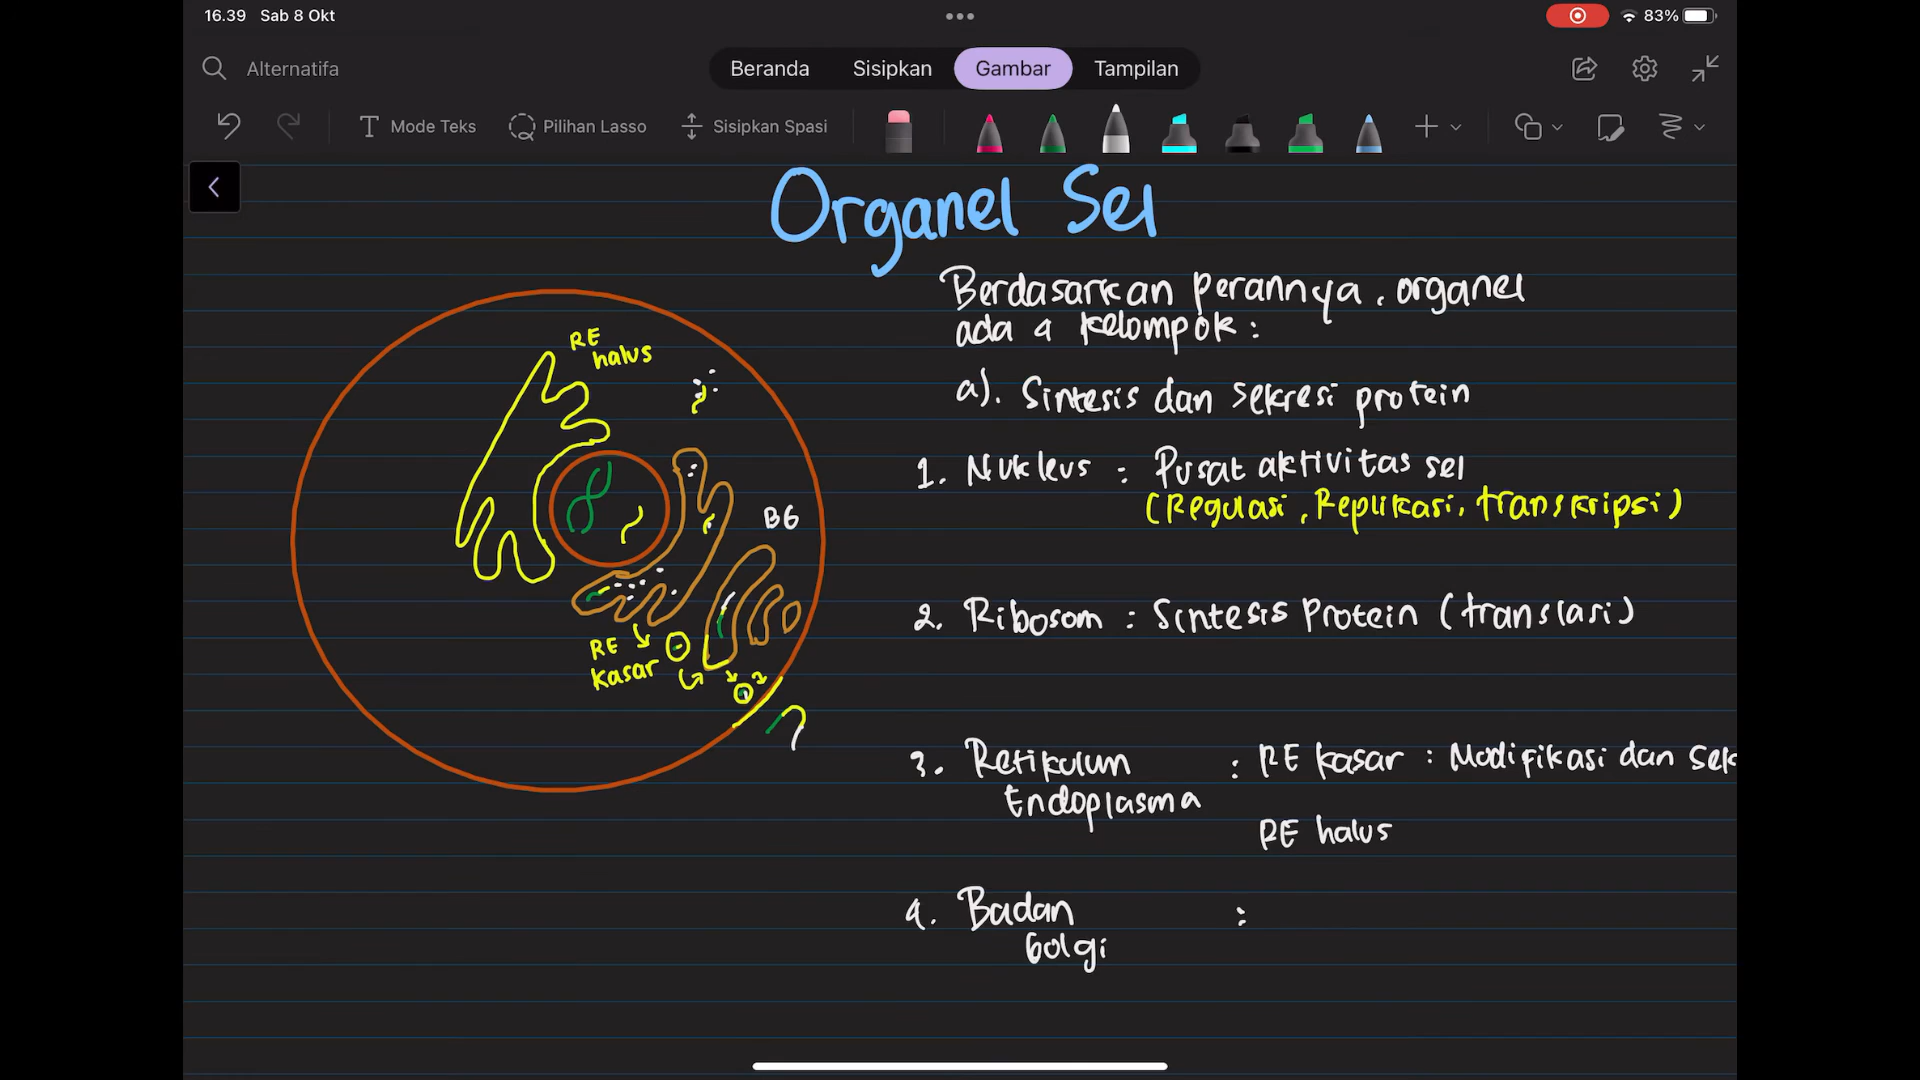 16.39 Sab 8 Okt
83%
Alternatifa
Beranda Sisipkan Gambar Tampilan
Mode Teks Pilihan Lasso Sisipkan Spasi
Organel Sel
Berdasarkan perannya, organel
ada 4 kelompok :
a). Sintesis dan sekresi protein
1. Nukleus : Pusat aktivitas sel
(Regulasi, Replikasi, transkripsi)
2. Ribosom : Sintesis Protein (translasi)
3. Retikulum : RE kasar : Modifikasi dan sek
Endoplasma
RE halus
4. Badan :
Golgi
RE
halus
BG
RE
kasar